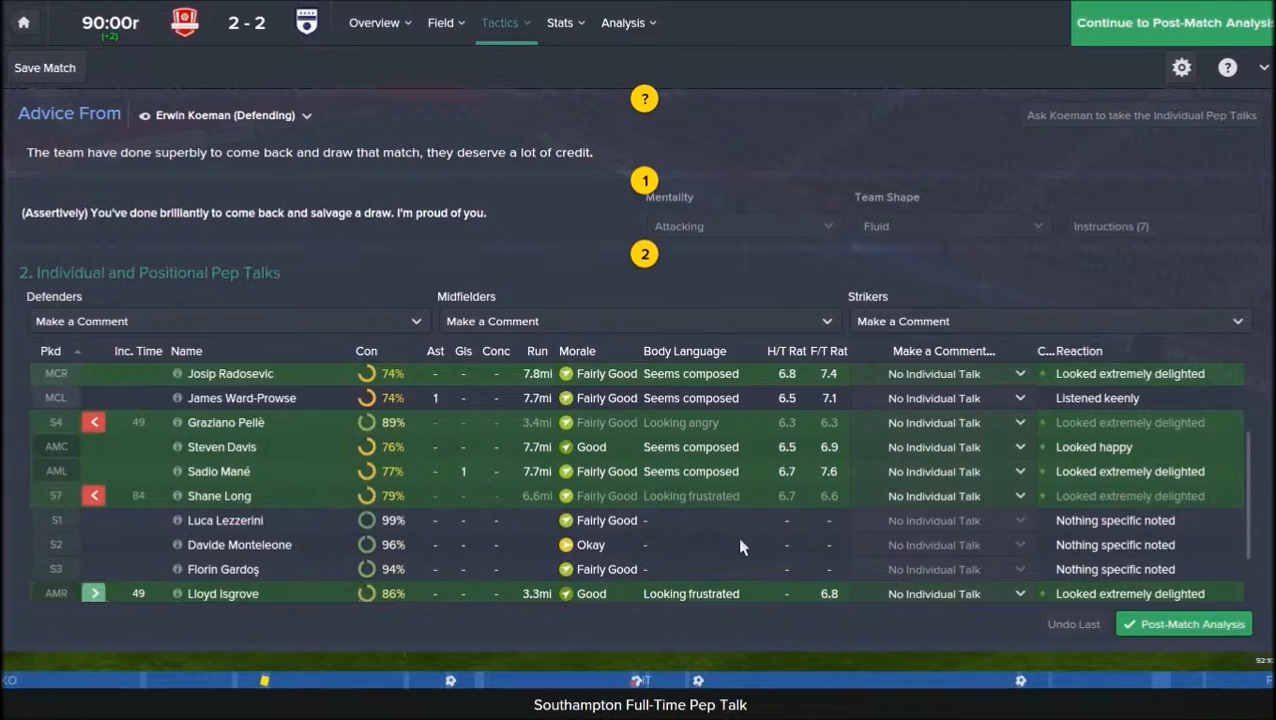 90:00r
(+2)
2 - 2
Overview
Field
Tactics
Stats
Analysis
Continue to Post-Match Analysis
Save Match
?
Advice From
Erwin Koeman (Defending)
?
Ask Koeman to take the Individual Pep Talks
The team have done superbly to come back and draw that match, they deserve a lot of credit.
1
Mentality
Team Shape
(Assertively) You've done brilliantly to come back and salvage a draw. I'm proud of you.
Attacking
Fluid
Instructions (7)
2
2. Individual and Positional Pep Talks
Defenders
Midfielders
Strikers
Make a Comment
Make a Comment
Make a Comment
Pkd Inc. Time Name Con Ast Gls Conc Run Morale Body Language H/T Rat F/T Rat Make a Comment... C... Reaction
MCR Josip Radosevic 74% - - - 7.8mi Fairly Good Seems composed 6.8 7.4 No Individual Talk Looked extremely delighted
MCL James Ward-Prowse 74% 1 - - 7.7mi Fairly Good Seems composed 6.5 7.1 No Individual Talk Listened keenly
S4 49 Graziano Pellè 89% - - - 3.4mi Fairly Good Looking angry 6.3 6.3 No Individual Talk Looked extremely delighted
AMC Steven Davis 76% - - - 7.7mi Good Seems composed 6.5 6.9 No Individual Talk Looked happy
AML Sadio Mané 77% - 1 - 7.7mi Fairly Good Seems composed 6.7 7.6 No Individual Talk Looked extremely delighted
S7 84 Shane Long 79% - - - 6.6mi Fairly Good Looking frustrated 6.7 6.6 No Individual Talk Looked extremely delighted
S1 Luca Lezzerini 99% - - - Fairly Good - - - No Individual Talk Nothing specific noted
S2 Davide Monteleone 96% - - - Okay - - - No Individual Talk Nothing specific noted
S3 Florin Gardoş 94% - - - Fairly Good - - - No Individual Talk Nothing specific noted
AMR 49 Lloyd Isgrove 86% - - - 3.3mi Good Looking frustrated - 6.8 No Individual Talk Looked extremely delighted
Undo Last
Post-Match Analysis
Southampton Full-Time Pep Talk